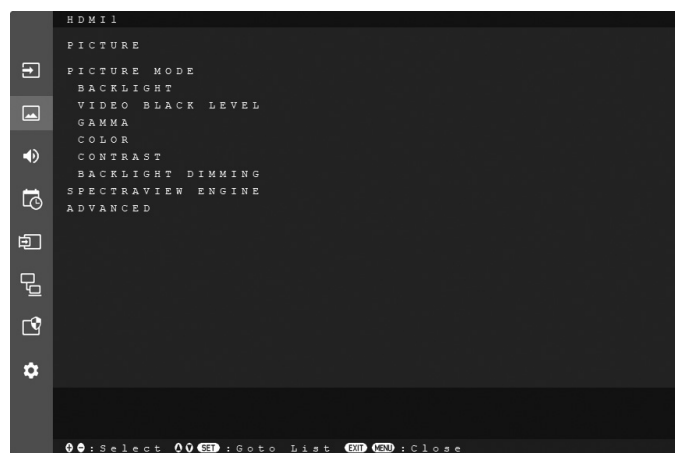 HDMI1
PICTURE
PICTURE MODE
BACKLIGHT
VIDEO BLACK LEVEL
GAMMA
COLOR
CONTRAST
BACKLIGHT DIMMING
SPECTRAVIEW ENGINE
ADVANCED
:Select SET :Goto List EXIT MENU :Close